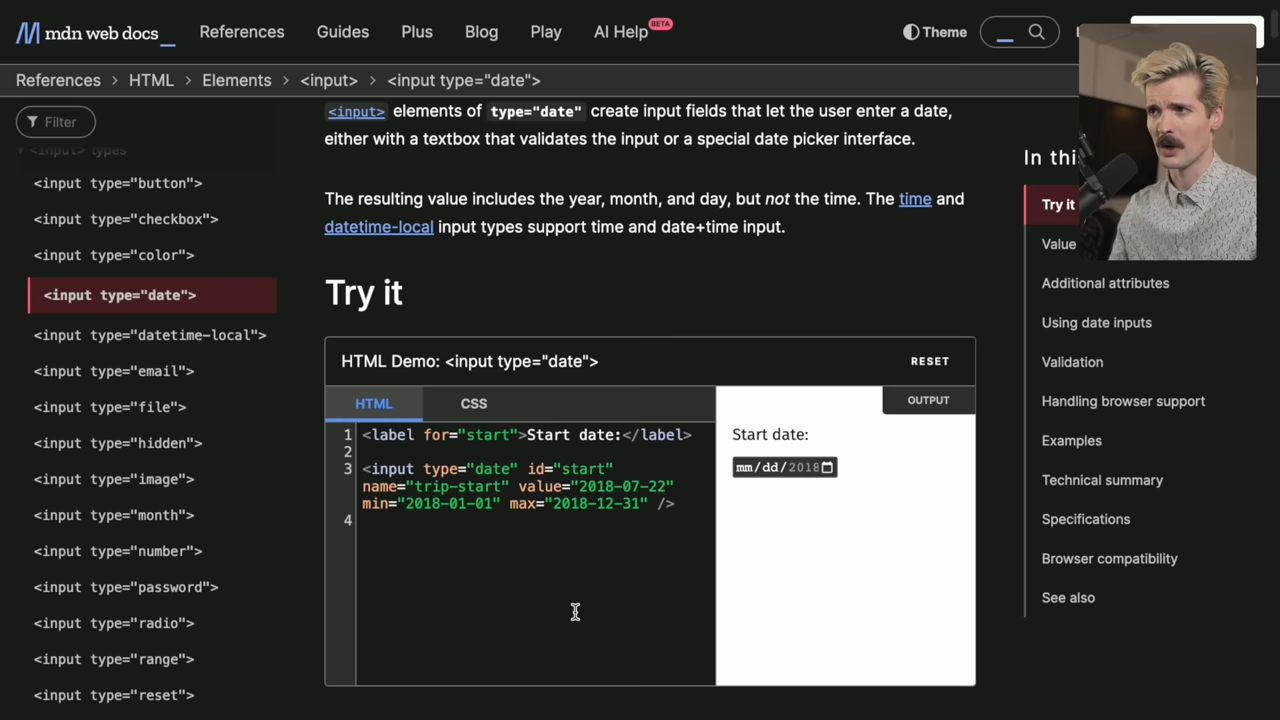 mdn web docs_
References
Guides
Plus
Blog
Play
AI Help BETA
Theme
References > HTML > Elements > <input> > <input type="date">
Filter
<input> types
<input type="button">
<input type="checkbox">
<input type="color">
<input type="date">
<input type="datetime-local">
<input type="email">
<input type="file">
<input type="hidden">
<input type="image">
<input type="month">
<input type="number">
<input type="password">
<input type="radio">
<input type="range">
<input type="reset">
<input> elements of type="date" create input fields that let the user enter a date,
either with a textbox that validates the input or a special date picker interface.
The resulting value includes the year, month, and day, but not the time. The time and
datetime-local input types support time and date+time input.
Try it
HTML Demo: <input type="date">
RESET
HTML
CSS
OUTPUT
1 <label for="start">Start date:</label>
2
3 <input type="date" id="start"
name="trip-start" value="2018-07-22"
min="2018-01-01" max="2018-12-31" />
4
Start date:
mm/dd/2018
In thi
Try it
Value
Additional attributes
Using date inputs
Validation
Handling browser support
Examples
Technical summary
Specifications
Browser compatibility
See also